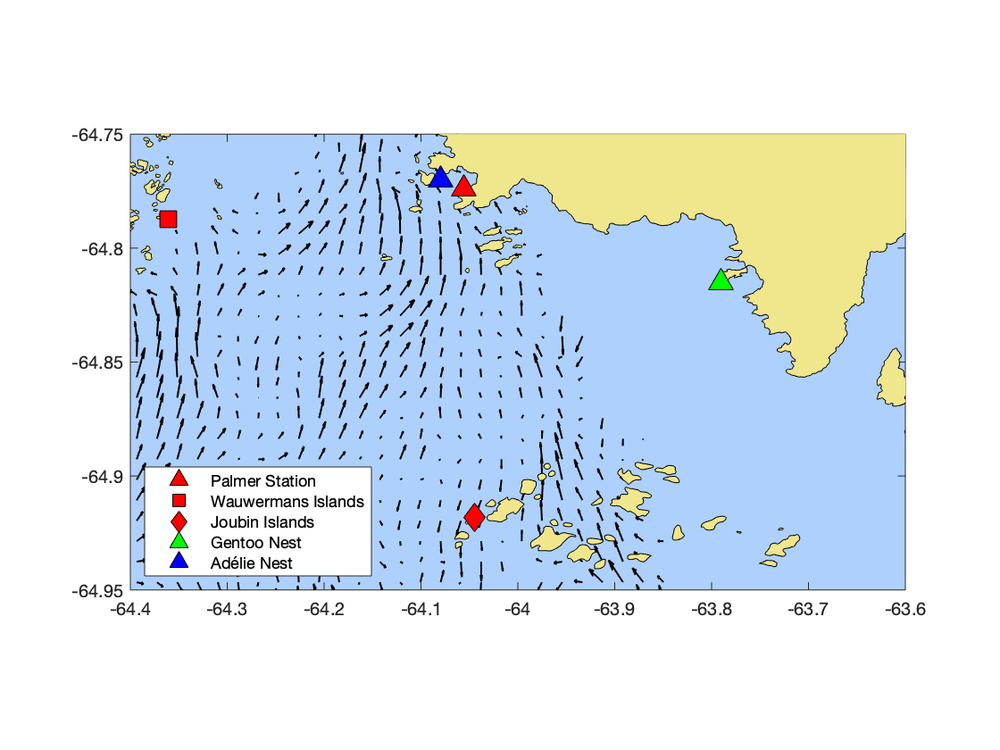 -64.75
-64.8
-64.85
-64.9
-64.95
Palmer Station
Wauwermans Islands
Joubin Islands
Gentoo Nest
Adélie Nest
-64.4 -64.3 -64.2 -64.1 -64 -63.9 -63.8 -63.7 -63.6